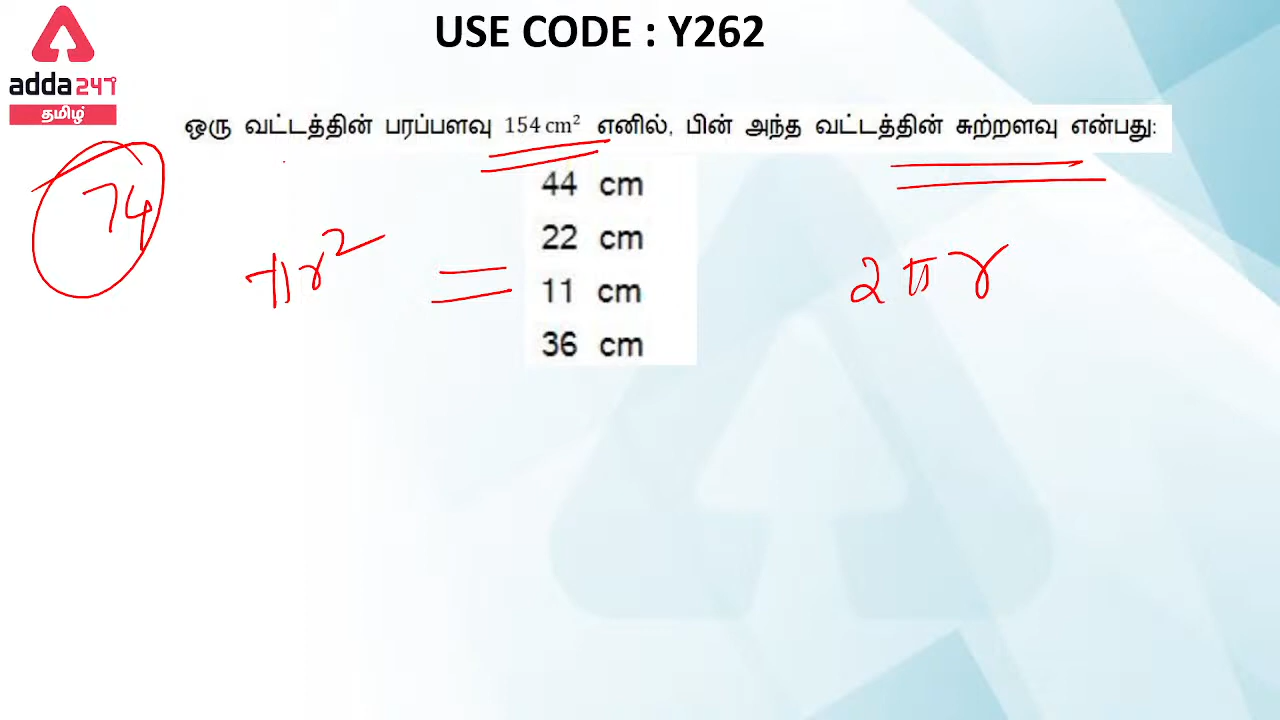 USE CODE : Y262
adda247
தமிழ்
ஒரு வட்டத்தின் பரப்பளவு 154 cm² எனில், பின் அந்த வட்டத்தின் சுற்றளவு என்பது:
74
44 cm
22 cm
πr² =
11 cm
2πr
36 cm